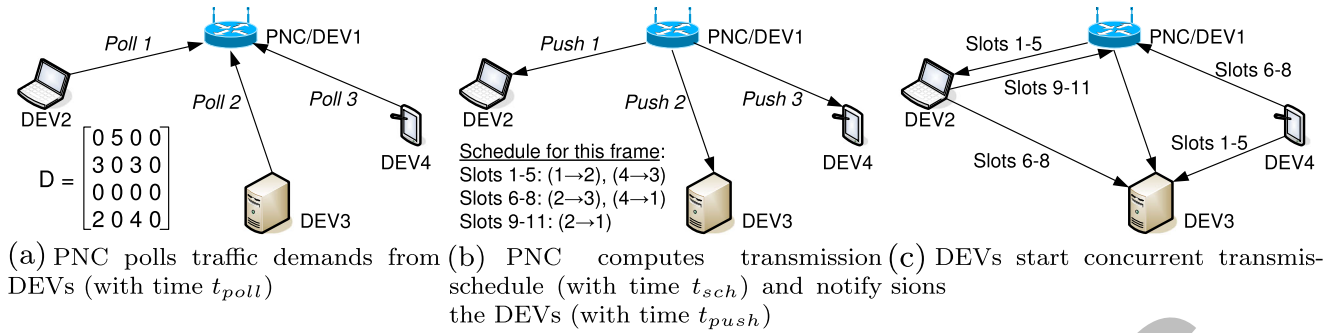 Poll 1
PNC/DEV1
Poll 2
Poll 3
DEV2
DEV4
D =
0 5 0 0
3 0 3 0
0 0 0 0
2 0 4 0
DEV3
(a) PNC polls traffic demands from
DEVs (with time t_poll)
Push 1
PNC/DEV1
Push 2
Push 3
DEV2
DEV4
Schedule for this frame:
Slots 1-5: (1→2), (4→3)
Slots 6-8: (2→3), (4→1)
Slots 9-11: (2→1)
DEV3
(b) PNC computes transmission
schedule (with time t_sch) and notify
the DEVs (with time t_push)
Slots 1-5
PNC/DEV1
Slots 6-8
Slots 9-11
DEV2
Slots 1-5
DEV4
Slots 6-8
DEV3
(c) DEVs start concurrent transmis-
sions